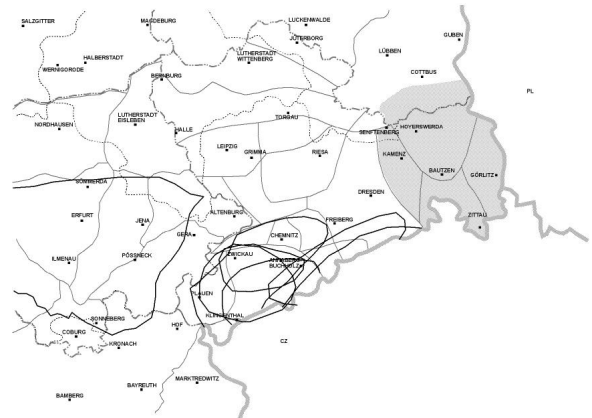 SALZGITTER
MAGDEBURG
LUCKENWALDE
GUBEN
JÜTERBORG
LÜBBEN
HALBERSTADT
WERNIGORODE
LUTHERSTADT
WITTENBERG
COTTBUS
BERNBURG
PL
LUTHERSTADT
EISLEBEN
TORGAU
NORDHAUSEN
HALLE
SENFTENBERG
HOYERSWERDA
LEIPZIG
GRIMMA
RIESA
KAMENZ
BAUTZEN
GÖRLITZ
SÖMMERDA
DRESDEN
ERFURT
JENA
ALTENBURG
FREIBERG
ZITTAU
GERA
CHEMNITZ
ILMENAU
PÖSSNECK
ZWICKAU
ANNABERG
BUCHHOLZ
PLAUEN
KLINGENTHAL
SONNEBERG
COBURG
HOF
KRONACH
CZ
MARKTREDWITZ
BAYREUTH
BAMBERG